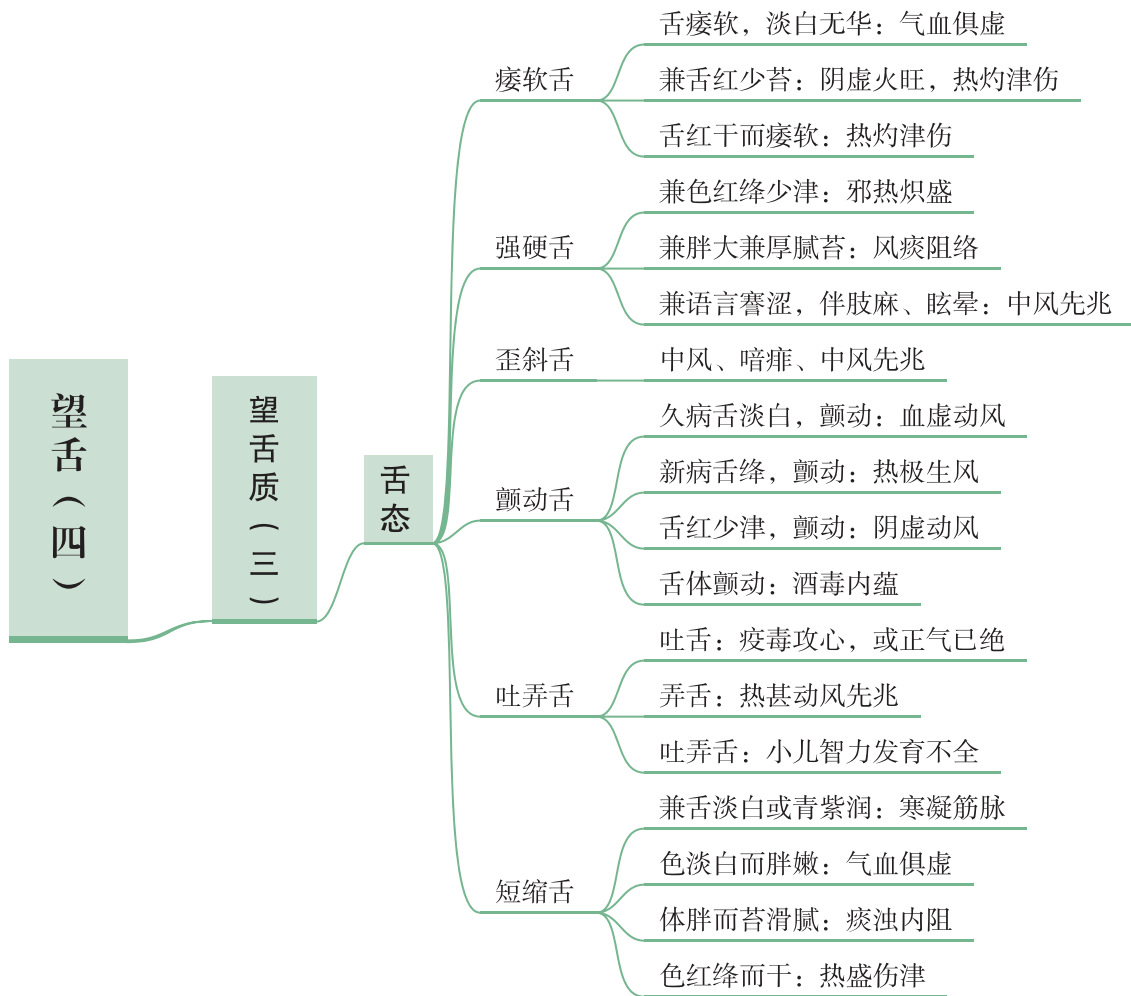 望舌（四）
望舌质（三）
舌态
痿软舌
舌痿软，淡白无华：气血俱虚
兼舌红少苔：阴虚火旺，热灼津伤
舌红干而痿软：热灼津伤
强硬舌
兼色红绛少津：邪热炽盛
兼胖大兼厚腻苔：风痰阻络
兼语言謇涩，伴肢麻、眩晕：中风先兆
歪斜舌
中风、喑痱、中风先兆
颤动舌
久病舌淡白，颤动：血虚动风
新病舌绛，颤动：热极生风
舌红少津，颤动：阴虚动风
舌体颤动：酒毒内蕴
吐弄舌
吐舌：疫毒攻心，或正气已绝
弄舌：热甚动风先兆
吐弄舌：小儿智力发育不全
短缩舌
兼舌淡白或青紫润：寒凝筋脉
色淡白而胖嫩：气血俱虚
体胖而苔滑腻：痰浊内阻
色红绛而干：热盛伤津